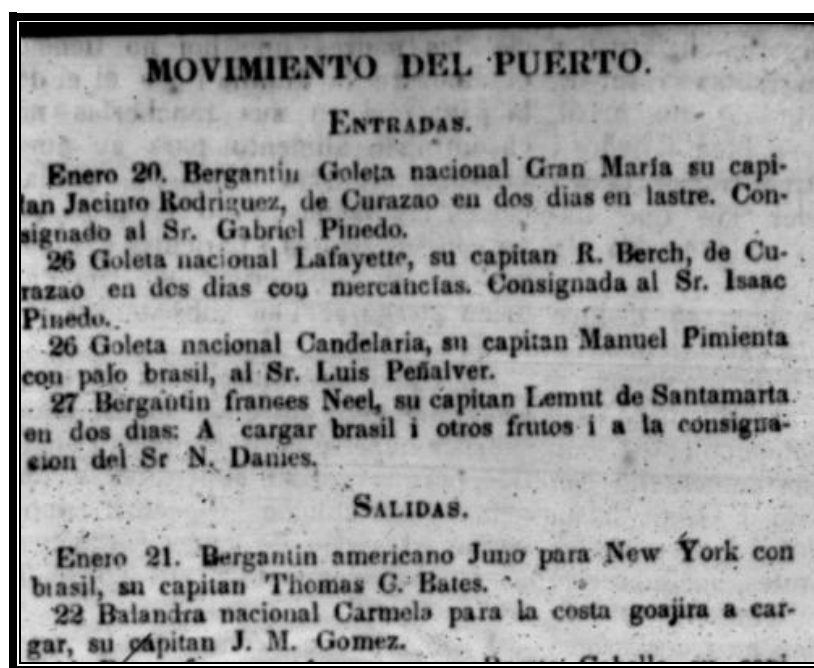 MOVIMIENTO DEL PUERTO.
ENTRADAS.
Enero 20. Bergantin Goleta nacional Gran María su capi-
tan Jacinto Rodriguez, de Curazao en dos dias en lastre. Con-
signado al Sr. Gabriel Pinedo.
26 Goleta nacional Lafayette, su capitan R. Berch, de Cu-
razao en dos dias con mercancias. Consignada al Sr. Isaac
Pinedo.
26 Goleta nacional Candelaria, su capitan Manuel Pimienta
con palo brasil, al Sr. Luis Peñalver.
27 Bergantin frances Neel, su capitan Lemut de Santamarta
en dos dias: A cargar brasil i otros frutos i a la consigna-
cion del Sr N. Danies.
SALIDAS.
Enero 21. Bergantin americano Juno para New York con
brasil, su capitan Thomas G. Bates.
22 Balandra nacional Carmela para la costa goajira a car-
gar, su capitan J. M. Gomez.